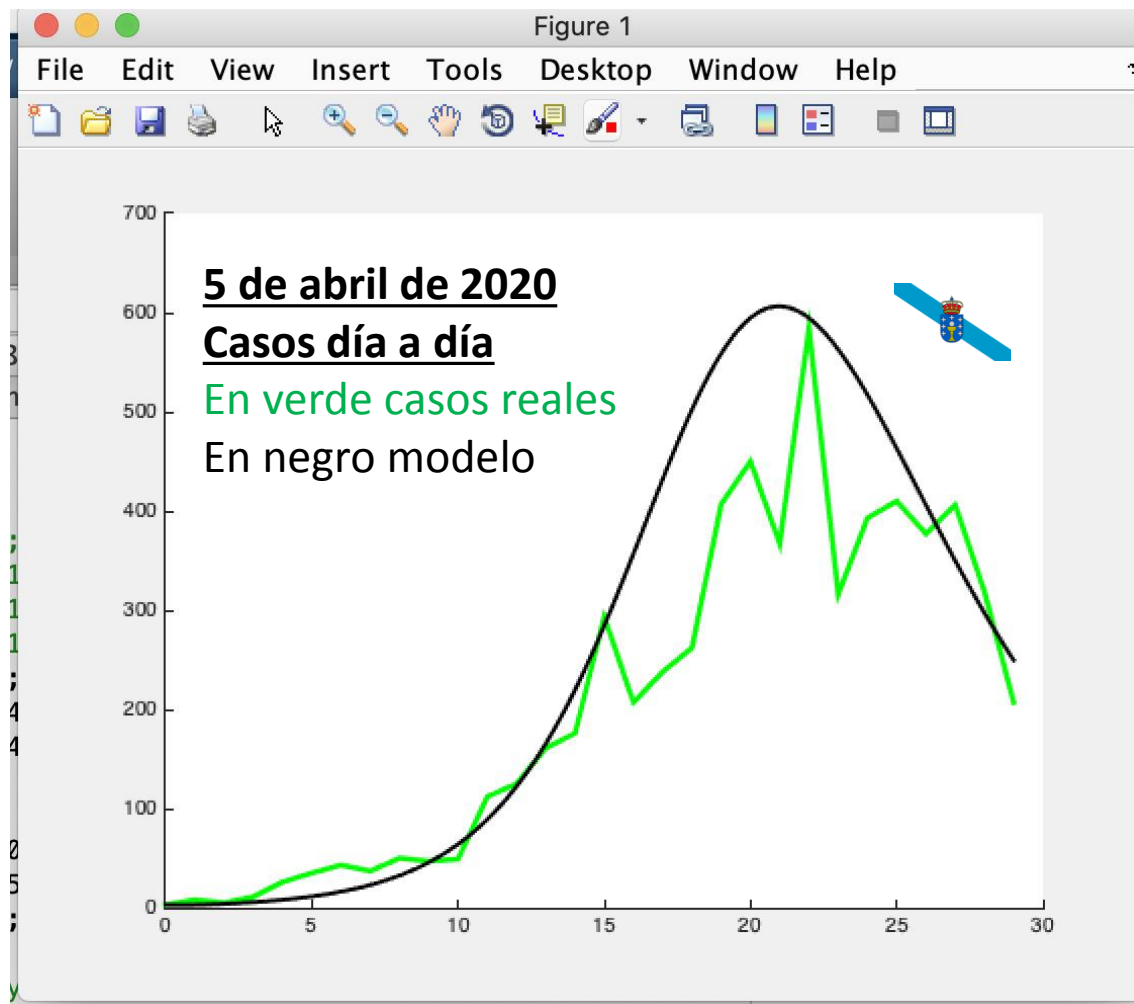 Figure 1
File Edit View Insert Tools Desktop Window Help
700
600
500
400
300
200
100
0
5 de abril de 2020
Casos día a día
En verde casos reales
En negro modelo
0 5 10 15 20 25 30